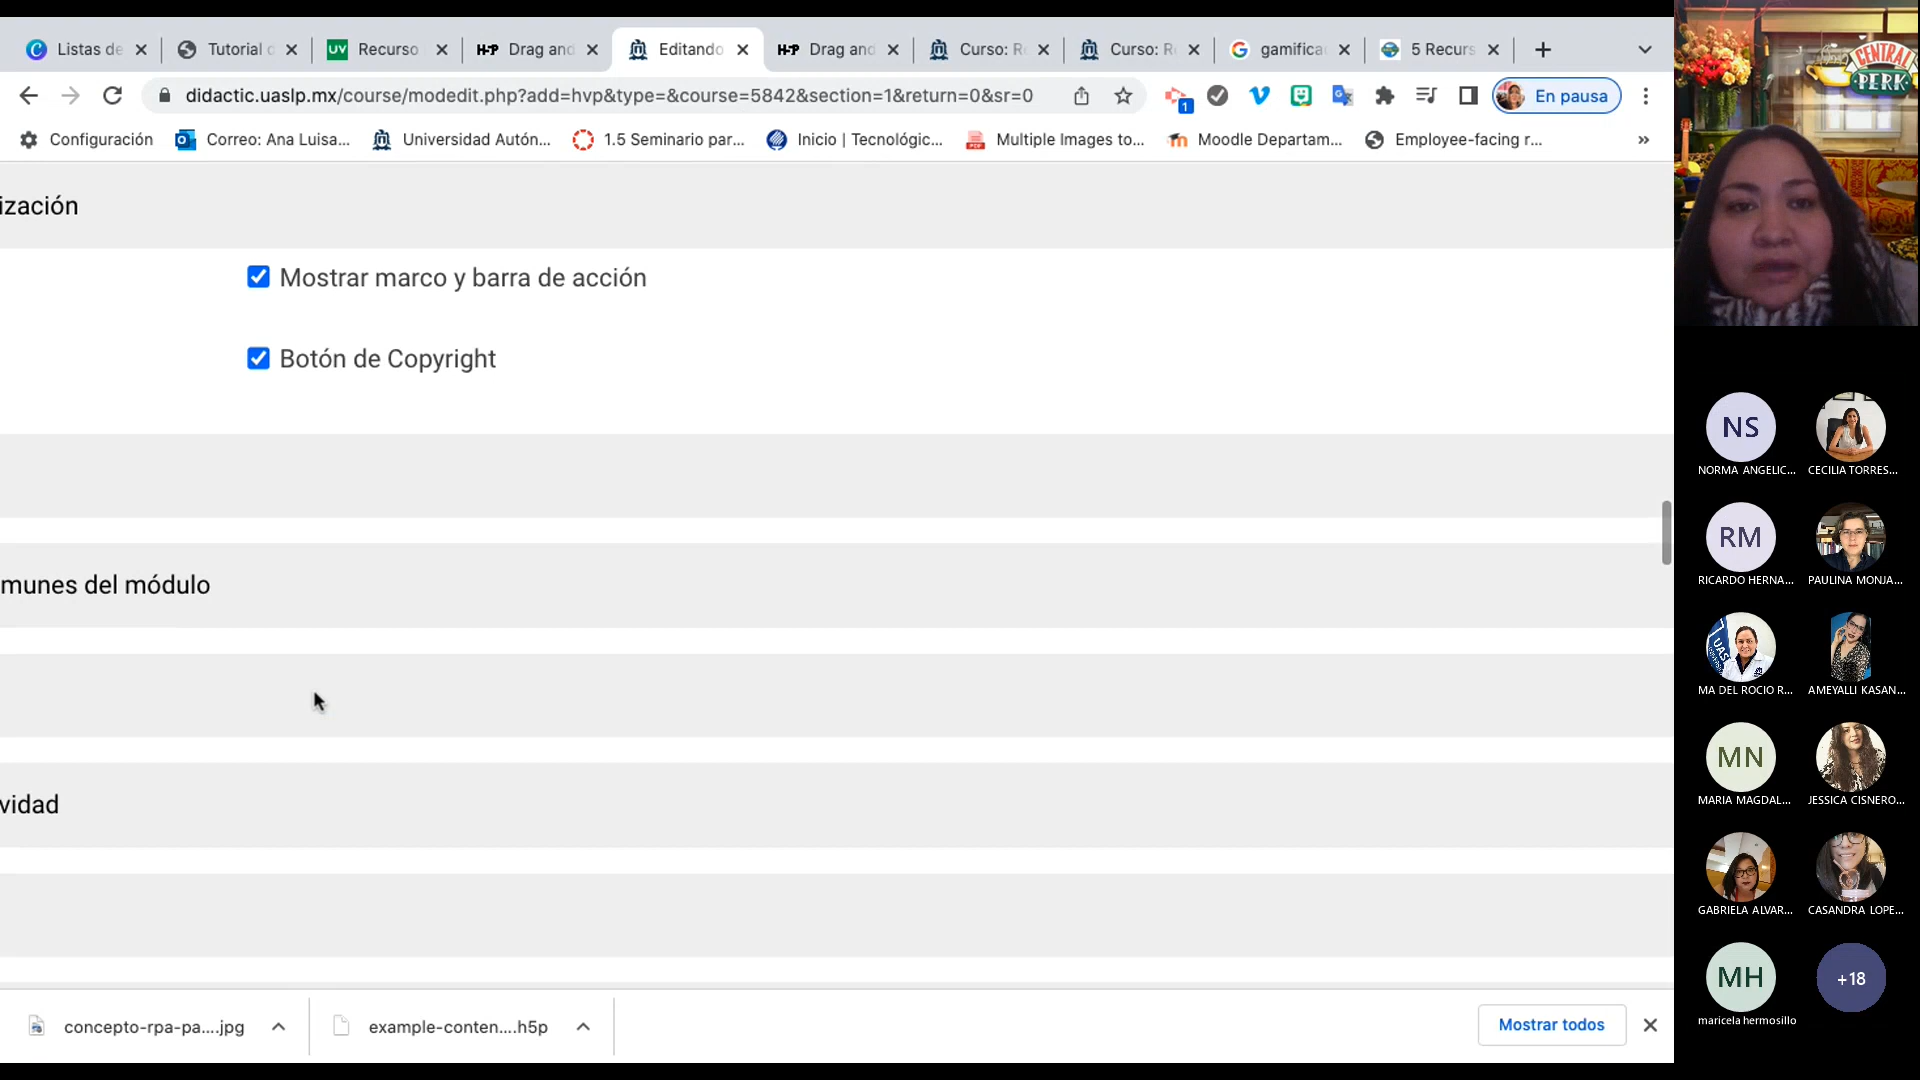 Listas de
Tutorial d
UV
Recurso
H-P
Drag and
Editando
H-P
Drag and
Curso: R
Curso: R
gamifica
5 Recurs
didactic.uaslp.mx/course/modedit.php?add=hvp&type=&course=5842&section=1&return=0&sr=0
1
En pausa
Configuración
Correo: Ana Luisa...
Universidad Autón...
1.5 Seminario par...
Inicio | Tecnológic...
Multiple Images to...
Moodle Departam...
Employee-facing r...
»
ización
Mostrar marco y barra de acción
Botón de Copyright
munes del módulo
vidad
concepto-rpa-pa....jpg
example-conten....h5p
Mostrar todos
CENTRAL
PERK
NS
NORMA ANGELIC...
CECILIA TORRES...
RM
RICARDO HERNA...
PAULINA MONJA...
MA DEL ROCIO R...
AMEYALLI KASAN...
MN
MARIA MAGDAL...
JESSICA CISNERO...
GABRIELA ALVAR...
CASANDRA LOPE...
MH
maricela hermosillo
+18